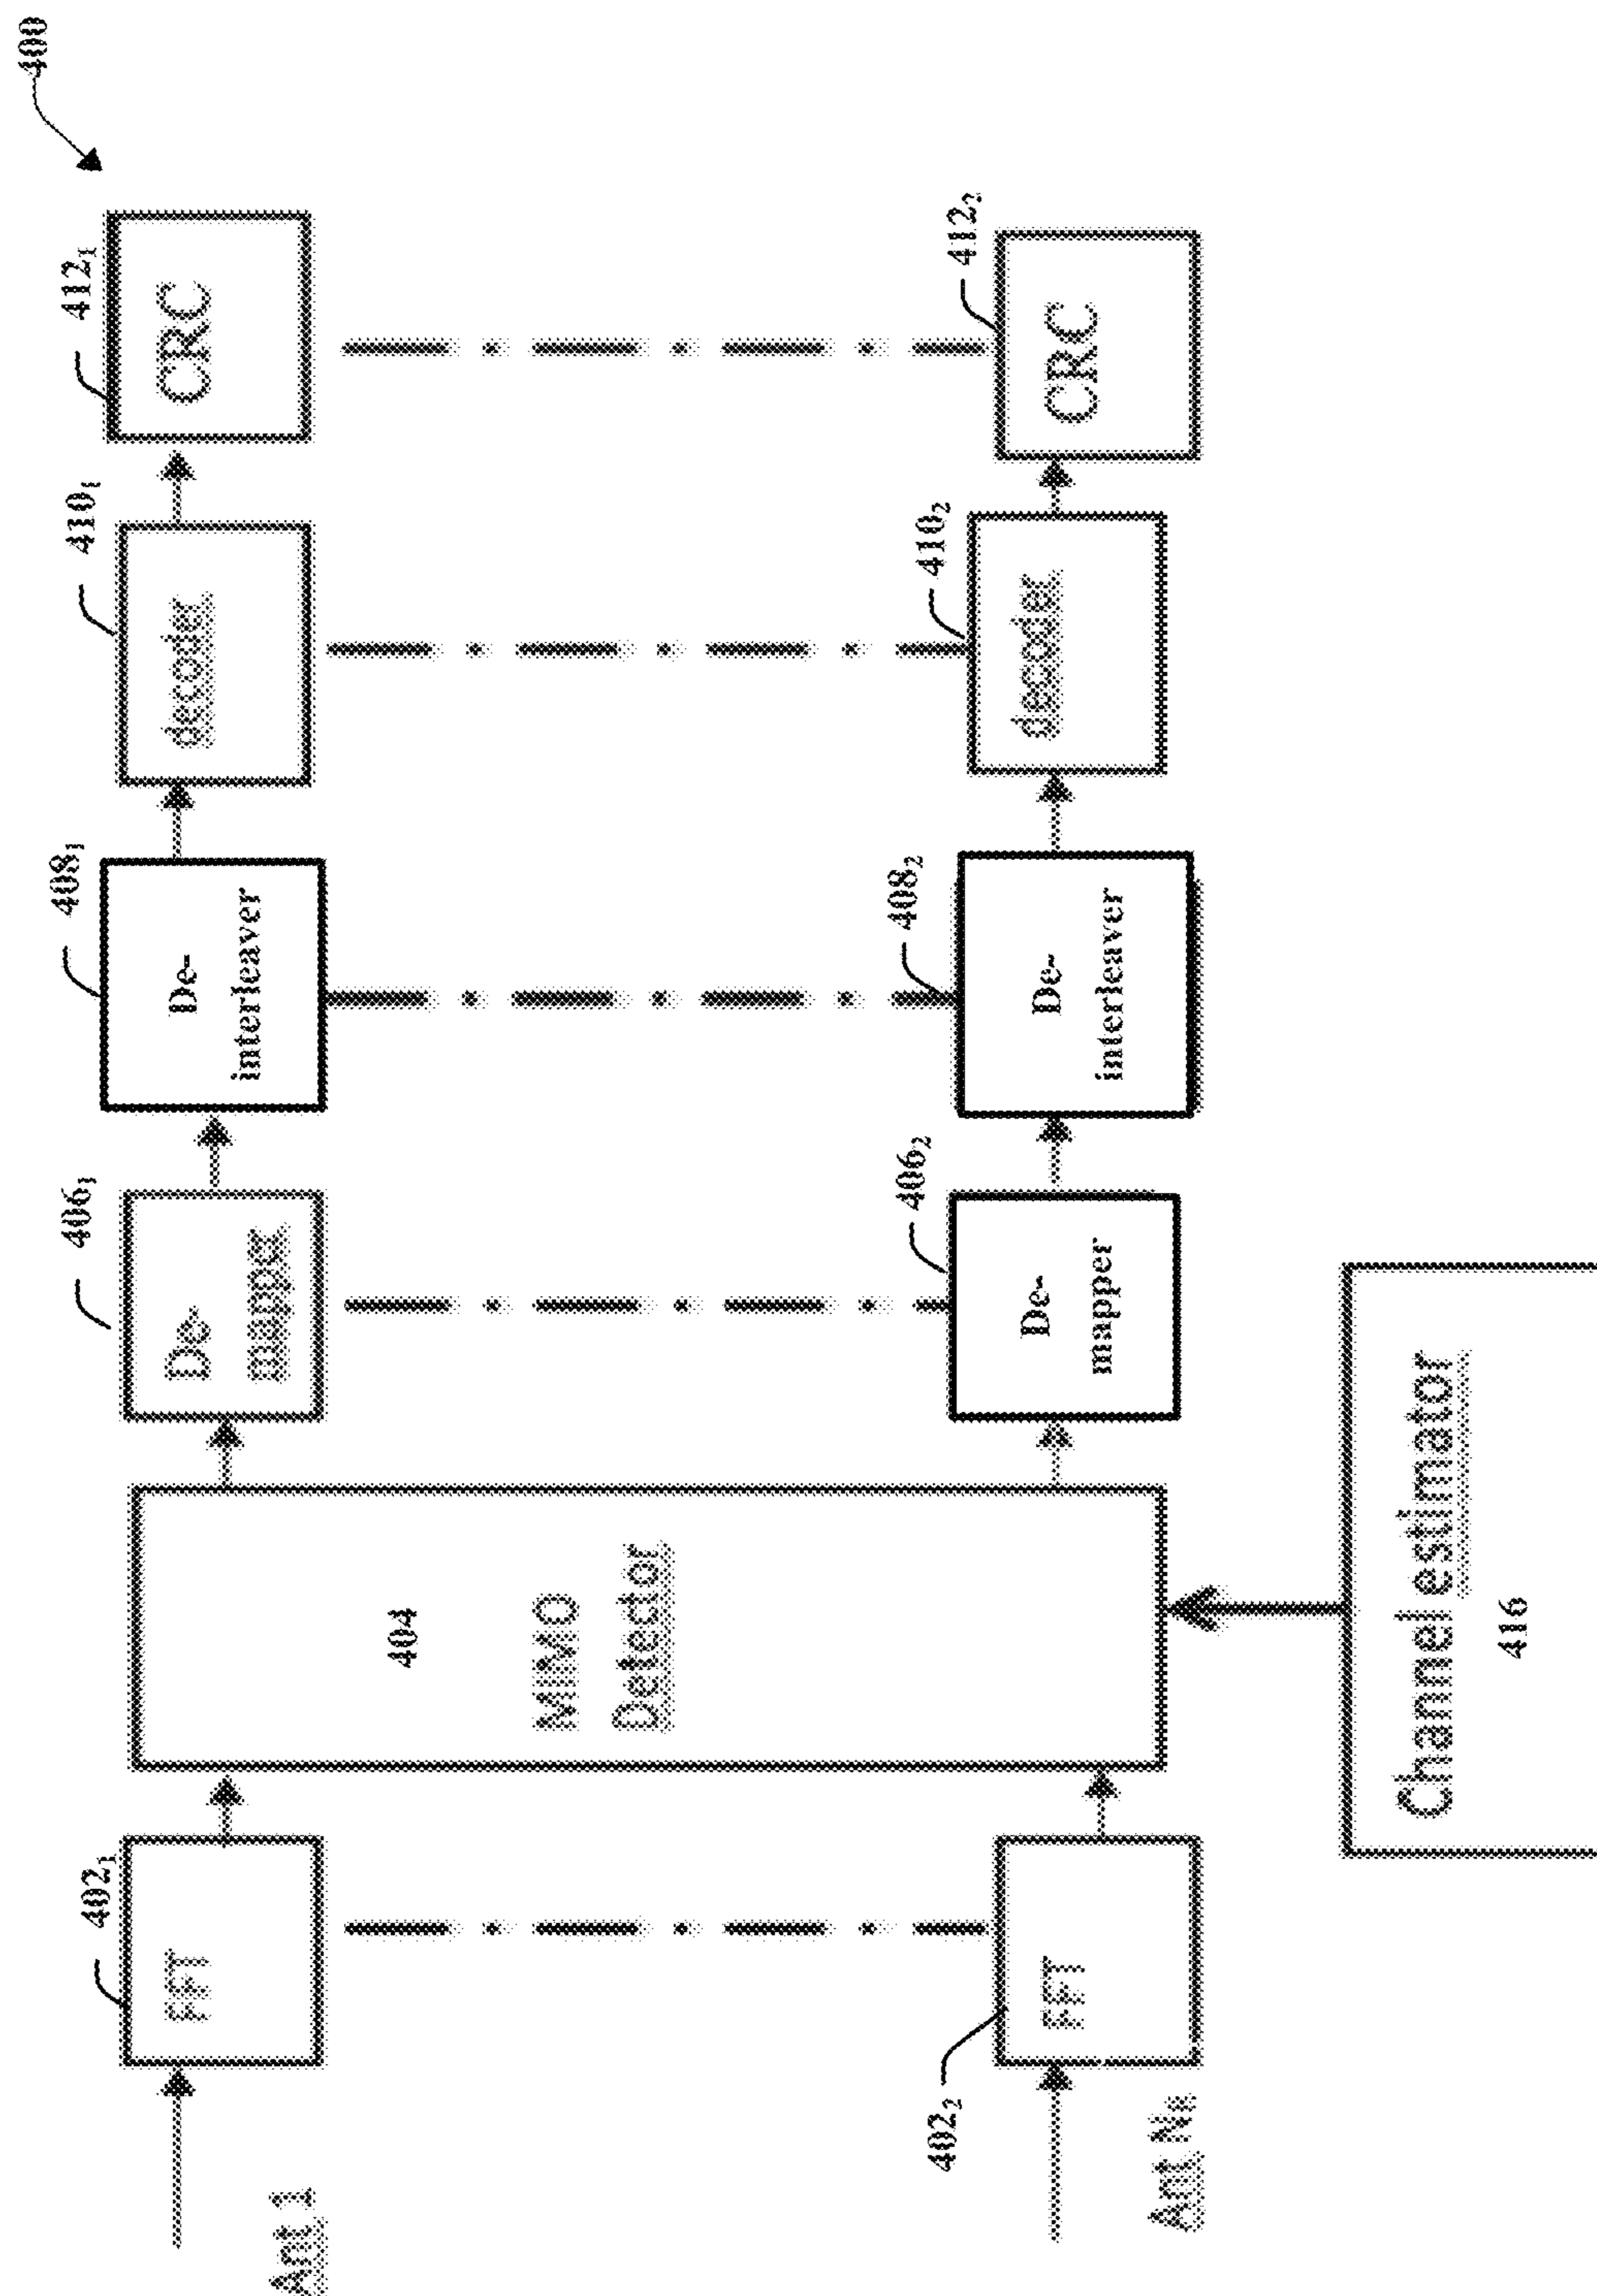 400
402₁
FFT
Ant 1
404
MIMO
Detector
406₁
De-
mapper
408₁
De-
interleaver
410₁
decoder
412₁
CRC
402₂
FFT
Ant N_R
406₂
De-
mapper
408₂
De-
interleaver
410₂
decoder
412₂
CRC
Channel estimator
416